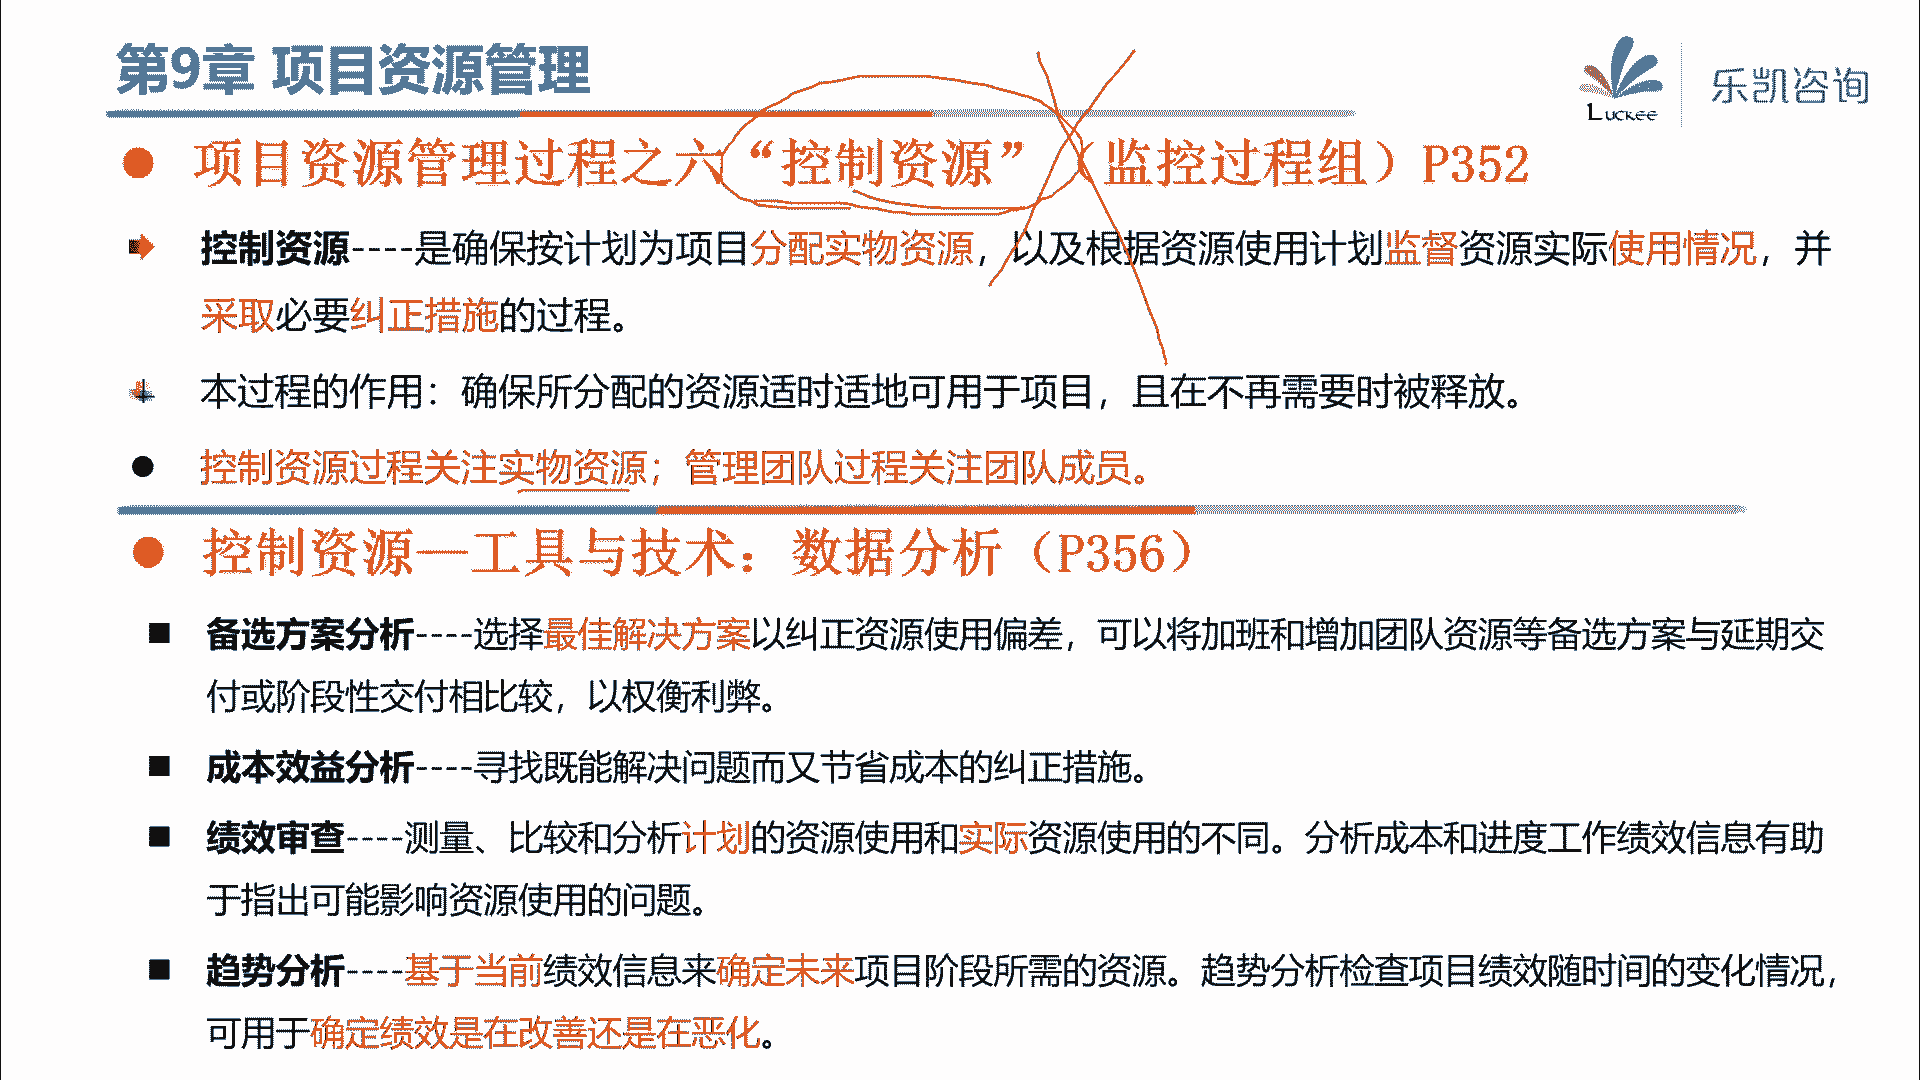 第9章 项目资源管理
Luckee
乐凯咨询
项目资源管理过程之六“控制资源”（监控过程组）P352
控制资源----是确保按计划为项目分配实物资源，以及根据资源使用计划监督资源实际使用情况，并
采取必要纠正措施的过程。
本过程的作用：确保所分配的资源适时适地可用于项目，且在不再需要时被释放。
控制资源过程关注实物资源；管理团队过程关注团队成员。
控制资源—工具与技术：数据分析（P356）
备选方案分析----选择最佳解决方案以纠正资源使用偏差，可以将加班和增加团队资源等备选方案与延期交
付或阶段性交付相比较，以权衡利弊。
成本效益分析----寻找既能解决问题而又节省成本的纠正措施。
绩效审查----测量、比较和分析计划的资源使用和实际资源使用的不同。分析成本和进度工作绩效信息有助
于指出可能影响资源使用的问题。
趋势分析----基于当前绩效信息来确定未来项目阶段所需的资源。趋势分析检查项目绩效随时间的变化情况，
可用于确定绩效是在改善还是在恶化。